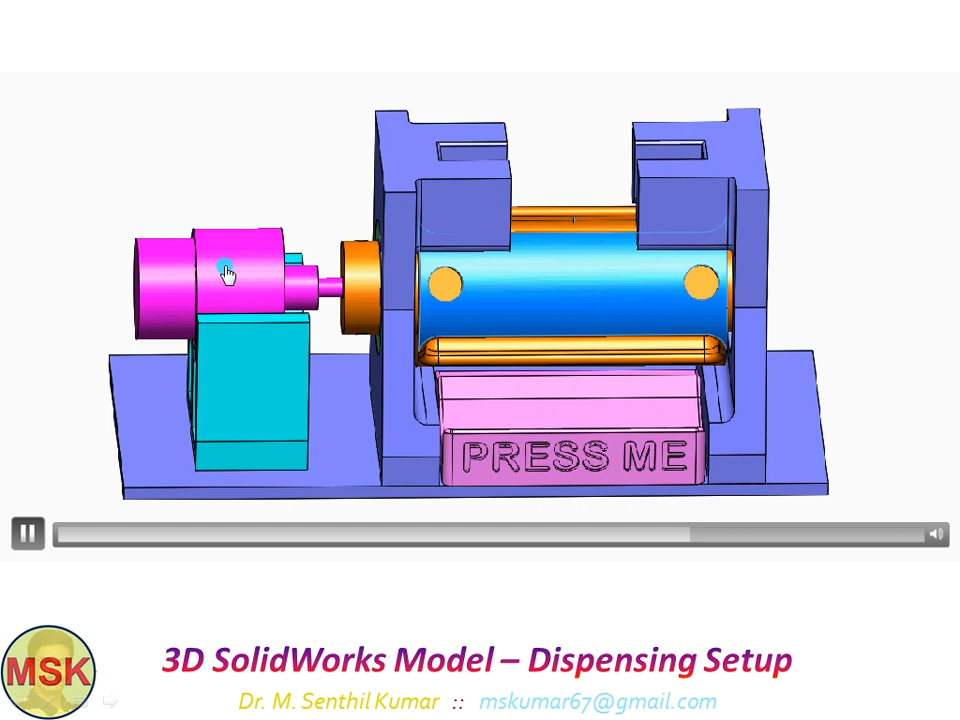 PRESS ME
MSK
3D SolidWorks Model – Dispensing Setup
Dr. M. Senthil Kumar :: mskumar67@gmail.com